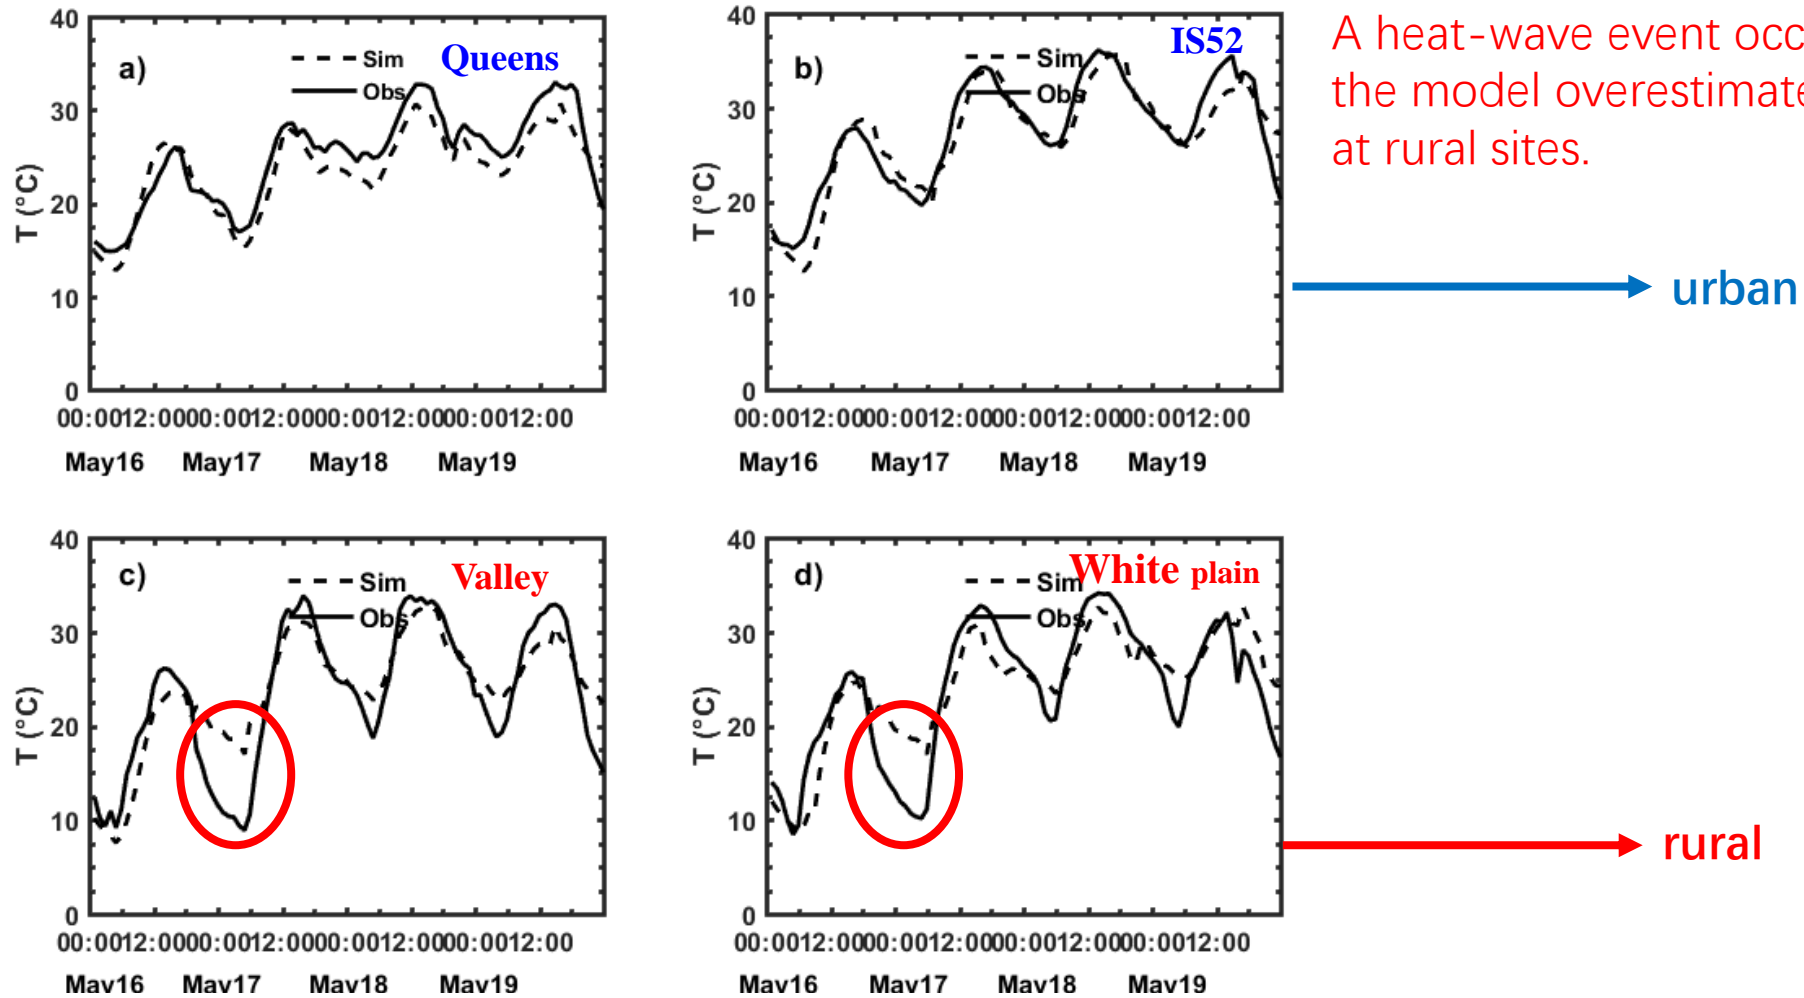 40
30
20
10
0
T (°C)
a)
Sim
Obs
Queens
00:0012:0000:0012:0000:0012:0000:0012:00
May16 May17 May18 May19
40
30
20
10
0
T (°C)
b)
Sim
Obs
IS52
00:0012:0000:0012:0000:0012:0000:0012:00
May16 May17 May18 May19
A heat-wave event occ
the model overestimate
at rural sites.
urban
40
30
20
10
0
T (°C)
c)
Sim
Obs
Valley
00:0012:0000:0012:0000:0012:0000:0012:00
May16 May17 May18 May19
40
30
20
10
0
T (°C)
d)
Sim
Obs
White plain
00:0012:0000:0012:0000:0012:0000:0012:00
May16 May17 May18 May19
rural